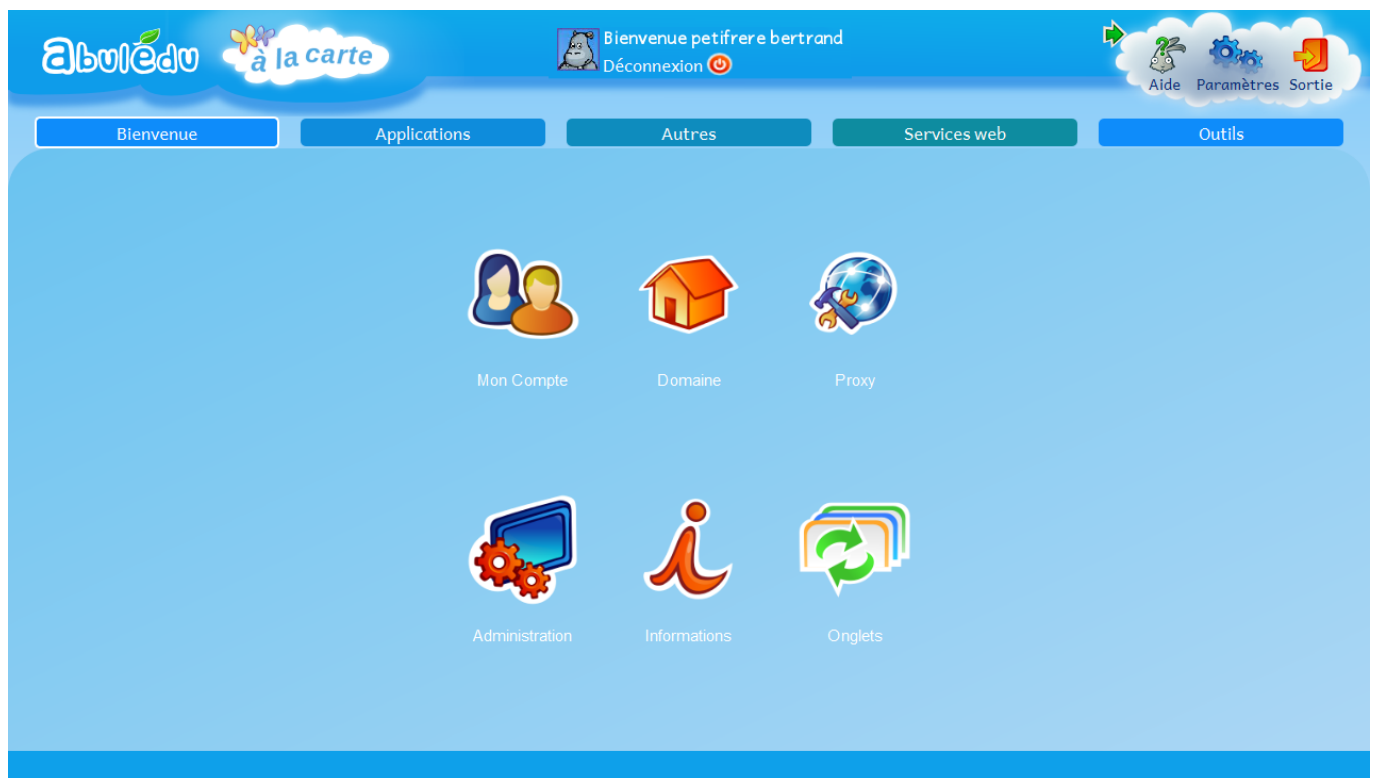 abulédu
à la carte
Bienvenue petifrere bertrand
Déconnexion
Aide Paramètres Sortie
Bienvenue Applications Autres Services web Outils
Mon Compte Domaine Proxy
Administration Informations Onglets